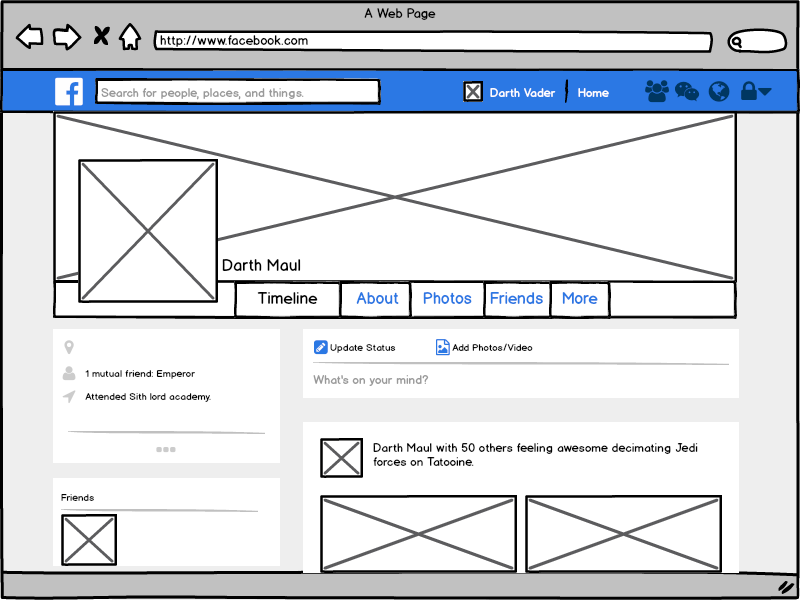 A Web Page
http://www.facebook.com
f
Search for people, places, and things.
Darth Vader
Home
Darth Maul
Timeline
About
Photos
Friends
More
1 mutual friend: Emperor
Attended Sith lord academy.
Friends
Update Status
Add Photos/Video
What's on your mind?
Darth Maul with 50 others feeling awesome decimating Jedi
forces on Tatooine.